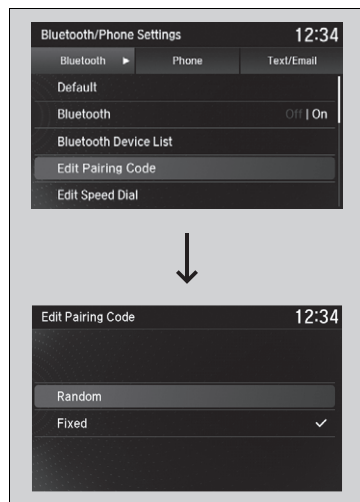 Bluetooth/Phone Settings 12:34
Bluetooth ▶ Phone Text/Email
Default
Bluetooth Off | On
Bluetooth Device List
Edit Pairing Code
Edit Speed Dial
Edit Pairing Code 12:34
Random
Fixed ✓